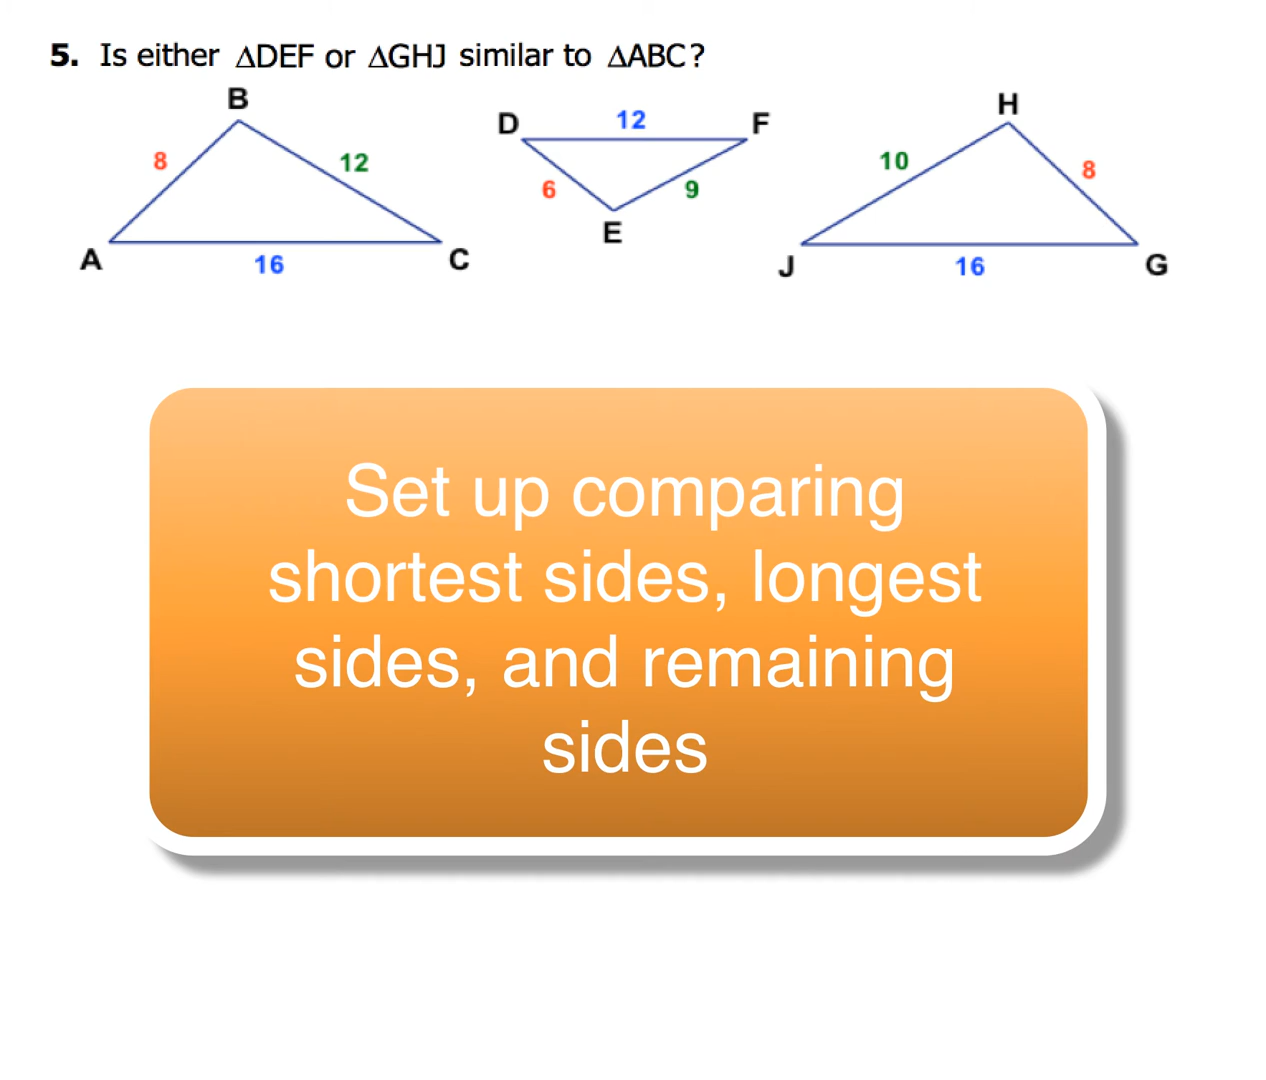 5. Is either ΔDEF or ΔGHJ similar to ΔABC?
B
8
12
A
16
C
D
12
F
6
9
E
H
10
8
J
16
G
Set up comparing
shortest sides, longest
sides, and remaining
sides